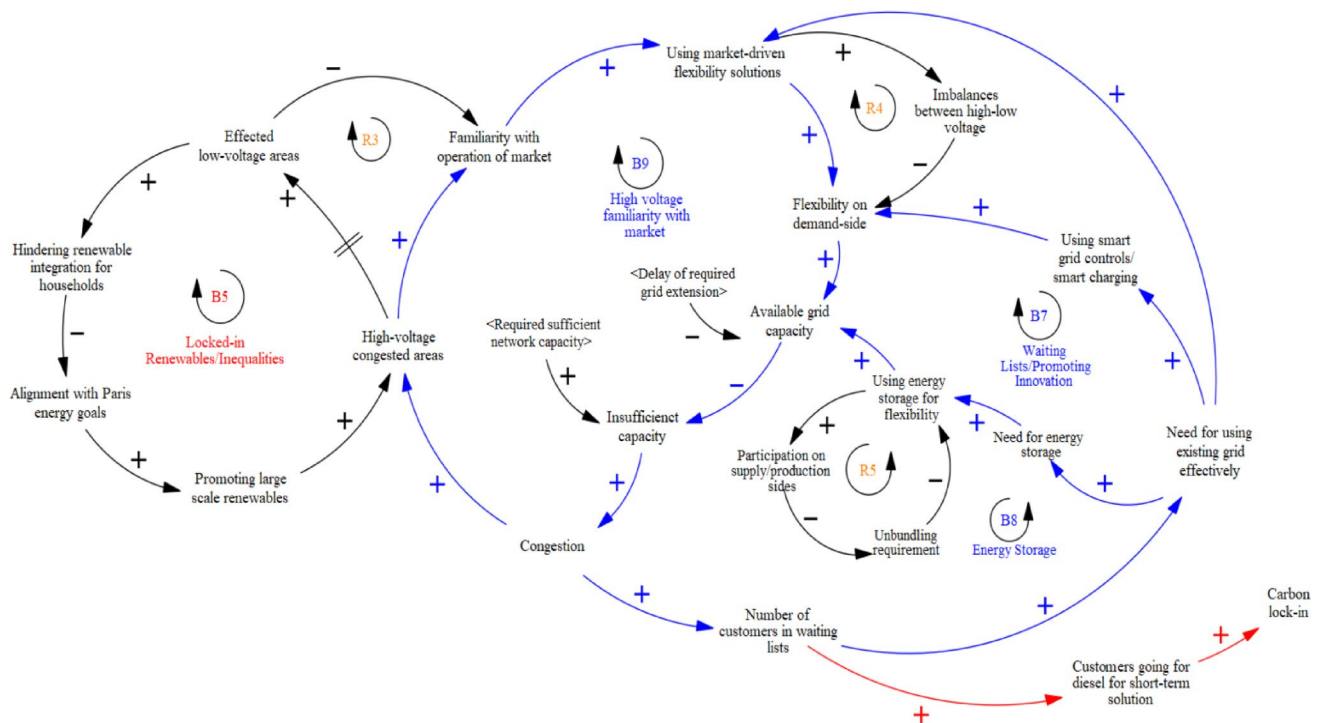 Using market-driven
flexibility solutions
+
Imbalances
between high-low
voltage
R4
+
−
+
+
−
Effected
low-voltage areas
R3
Familiarity with
operation of market
B9
High voltage
familiarity with
market
Flexibility on
demand-side
+
Using smart
grid controls/
smart charging
+
+
+
Hindering renewable
integration for
households
−
B5
Locked-in
Renewables/Inequalities
+
High-voltage
congested areas
<Delay of required
grid extension>
−
+
Available grid
capacity
B7
Waiting
Lists/Promoting
Innovation
+
<Required sufficient
network capacity>
+
−
+
Using energy
storage for
flexibility
Alignment with Paris
energy goals
+
+
Promoting large
scale renewables
Insufficienct
capacity
+
Participation on
supply/production
sides
R5
−
+
Need for energy
storage
+
Need for using
existing grid
effectively
+
+
−
Unbundling
requirement
B8
Energy Storage
Congestion
+
Number of
customers in waiting
lists
+
Carbon
lock-in
+
Customers going for
diesel for short-term
solution
+